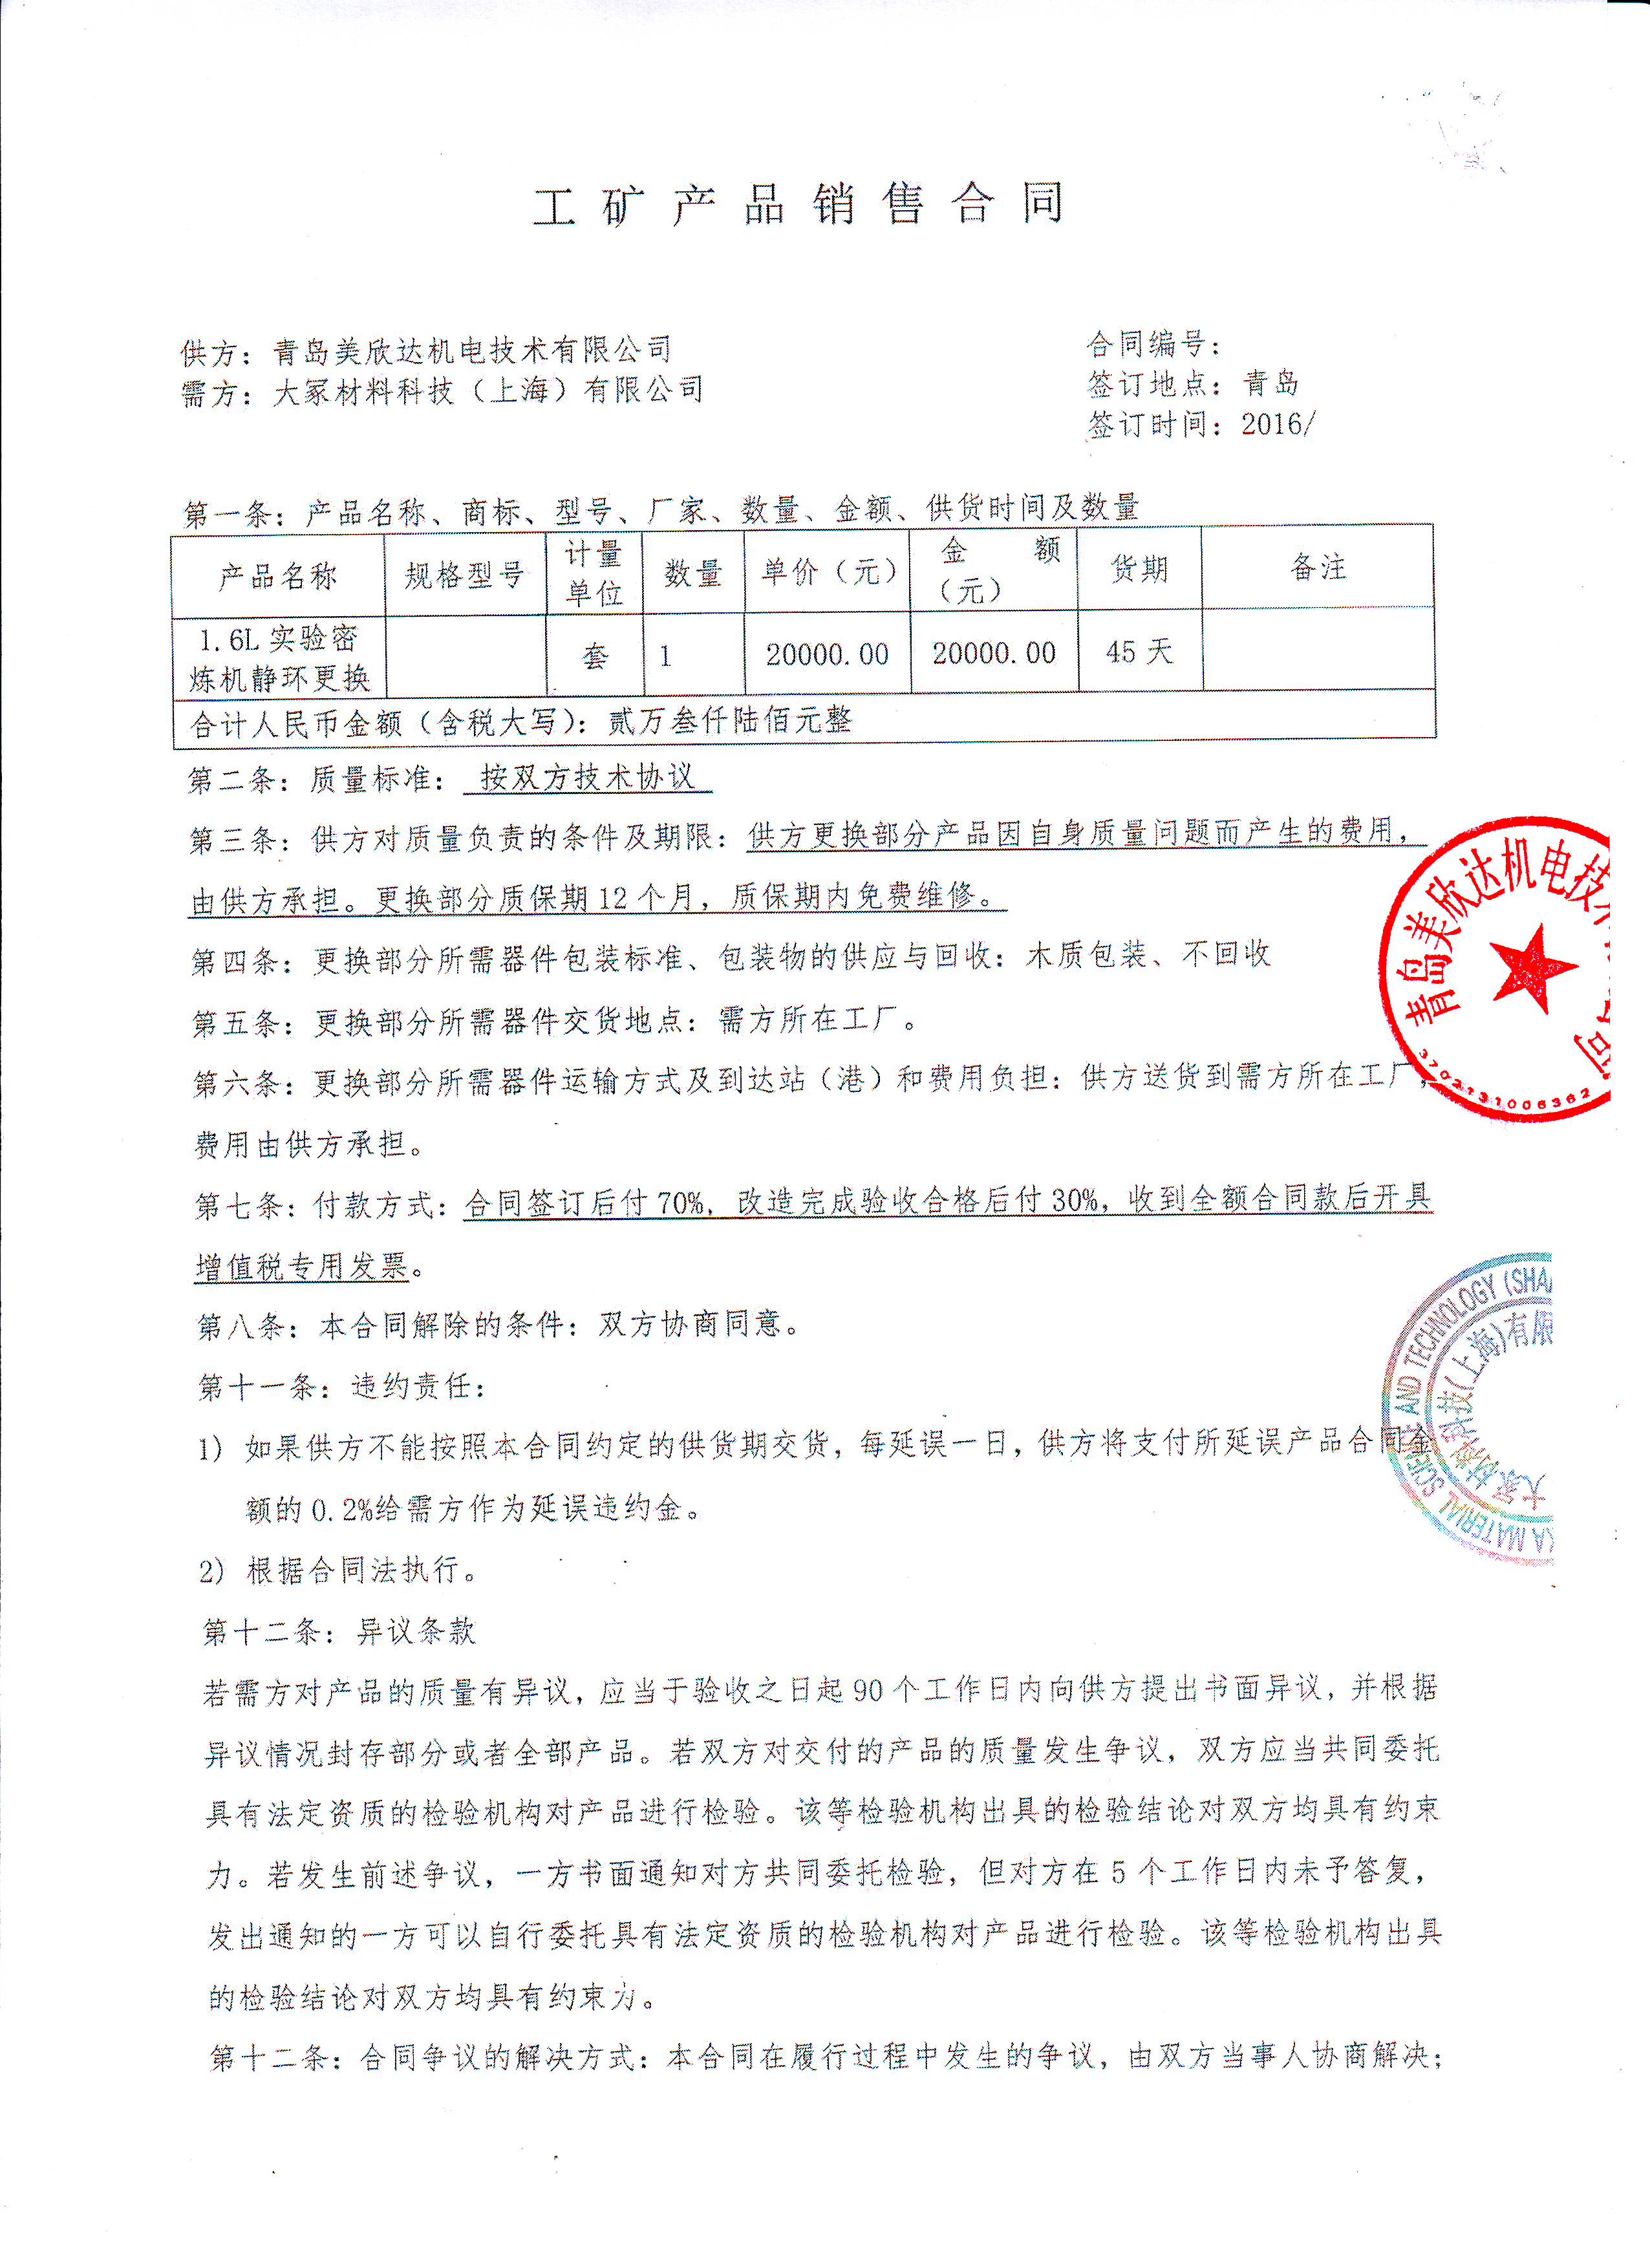 工矿产品销售合同
供方：青岛美欣达机电技术有限公司
需方：大冢材料科技（上海）有限公司
合同编号：
签订地点：青岛
签订时间：2016/
第一条：产品名称、商标、型号、厂家、数量、金额、供货时间及数量
产品名称 规格型号 计量单位 数量 单价（元） 金额（元） 货期 备注
1.6L实验密炼机静环更换 套 1 20000.00 20000.00 45天
合计人民币金额（含税大写）：贰万叁仟陆佰元整
第二条：质量标准：按双方技术协议
第三条：供方对质量负责的条件及期限：供方更换部分产品因自身质量问题而产生的费用，
由供方承担。更换部分质保期12个月，质保期内免费维修。
第四条：更换部分所需器件包装标准、包装物的供应与回收：木质包装、不回收
第五条：更换部分所需器件交货地点：需方所在工厂。
第六条：更换部分所需器件运输方式及到达站（港）和费用负担：供方送货到需方所在工厂，
费用由供方承担。
第七条：付款方式：合同签订后付70%，改造完成验收合格后付30%，收到全额合同款后开具
增值税专用发票。
第八条：本合同解除的条件：双方协商同意。
第十一条：违约责任：
1) 如果供方不能按照本合同约定的供货期交货，每延误一日，供方将支付所延误产品合同金
额的0.2%给需方作为延误违约金。
2) 根据合同法执行。
第十二条：异议条款
若需方对产品的质量有异议，应当于验收之日起90个工作日内向供方提出书面异议，并根据
异议情况封存部分或者全部产品。若双方对交付的产品的质量发生争议，双方应当共同委托
具有法定资质的检验机构对产品进行检验。该等检验机构出具的检验结论对双方均具有约束
力。若发生前述争议，一方书面通知对方共同委托检验，但对方在5个工作日内未予答复，
发出通知的一方可以自行委托具有法定资质的检验机构对产品进行检验。该等检验机构出具
的检验结论对双方均具有约束力。
第十二条：合同争议的解决方式：本合同在履行过程中发生的争议，由双方当事人协商解决；
青岛美欣达机电技
司
3702131006362
MATERIAL SCIENCE AND TECHNOLOGY (SHA
大冢材料科技(上海)有限